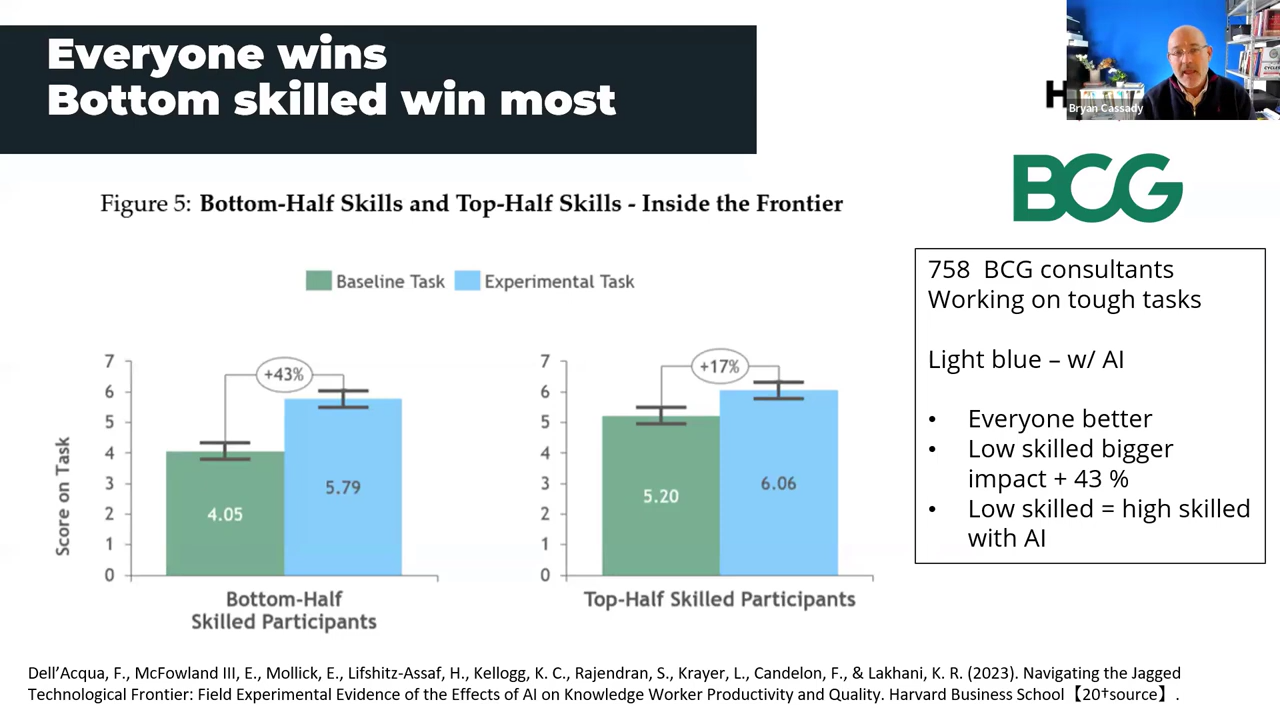 Everyone wins
Bottom skilled win most
H
Bryan Cassady
BCG
Figure 5: Bottom-Half Skills and Top-Half Skills - Inside the Frontier
Baseline Task Experimental Task
758 BCG consultants
Working on tough tasks
Light blue – w/ AI
• Everyone better
• Low skilled bigger
impact + 43 %
• Low skilled = high skilled
with AI
Score on Task
7
6
5
4
3
2
1
0
+43%
4.05
5.79
Bottom-Half
Skilled Participants
7
6
5
4
3
2
1
0
+17%
5.20
6.06
Top-Half Skilled Participants
Dell’Acqua, F., McFowland III, E., Mollick, E., Lifshitz-Assaf, H., Kellogg, K. C., Rajendran, S., Krayer, L., Candelon, F., & Lakhani, K. R. (2023). Navigating the Jagged
Technological Frontier: Field Experimental Evidence of the Effects of AI on Knowledge Worker Productivity and Quality. Harvard Business School【20†source】.